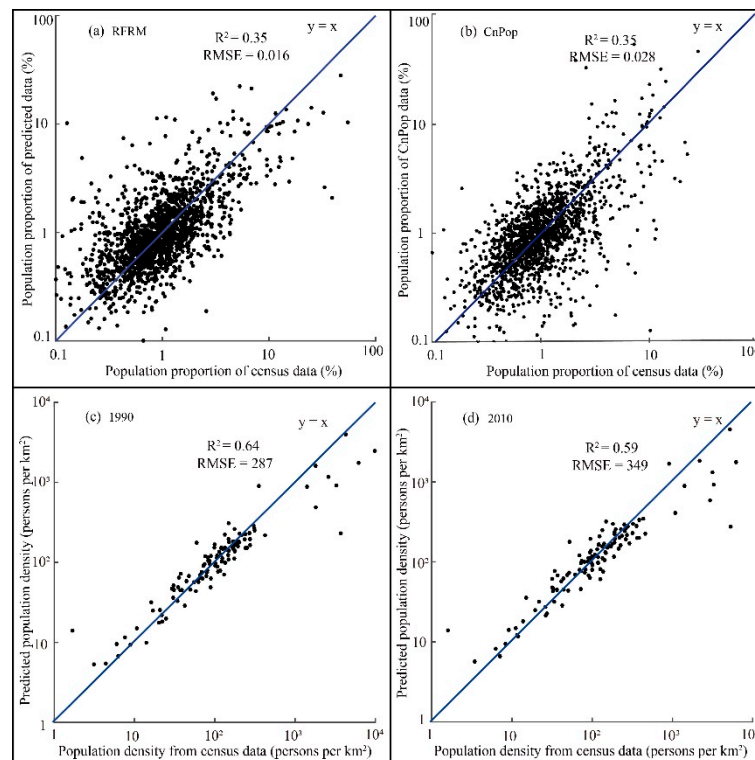 (a) RFRM
R² = 0.35
RMSE = 0.016
y = x
Population proportion of predicted data (%)
100
10
1
0.1
0.1
1
10
100
Population proportion of census data (%)
(b) CnPop
R² = 0.35
RMSE = 0.028
y = x
Population proportion of CnPop data (%)
100
10
1
0.1
0.1
1
10
100
Population proportion of census data (%)
(c) 1990
R² = 0.64
RMSE = 287
y = x
Predicted population density (persons per km²)
10⁴
10³
10²
10
1
1
10
10²
10³
10⁴
Population density from census data (persons per km²)
(d) 2010
R² = 0.59
RMSE = 349
y = x
Predicted population density (persons per km²)
10⁴
10³
10²
10
1
1
10
10²
10³
10⁴
Population density from census data (persons per km²)